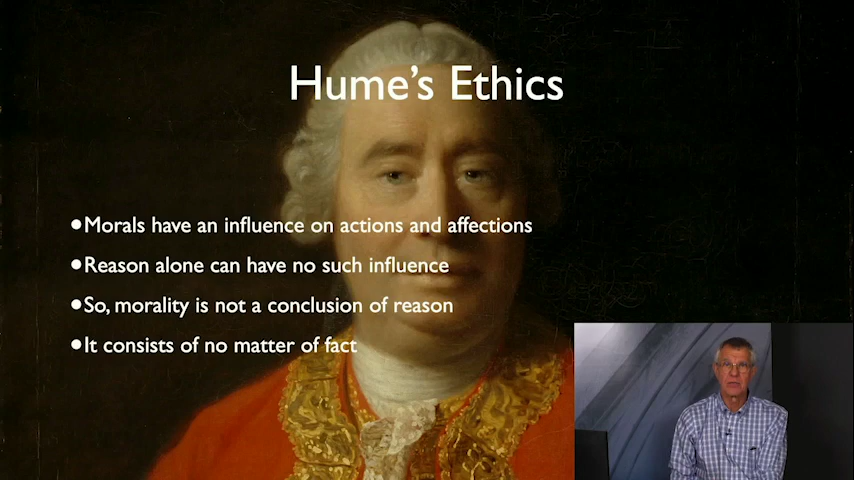 Hume’s Ethics
•Morals have an influence on actions and affections
•Reason alone can have no such influence
•So, morality is not a conclusion of reason
•It consists of no matter of fact